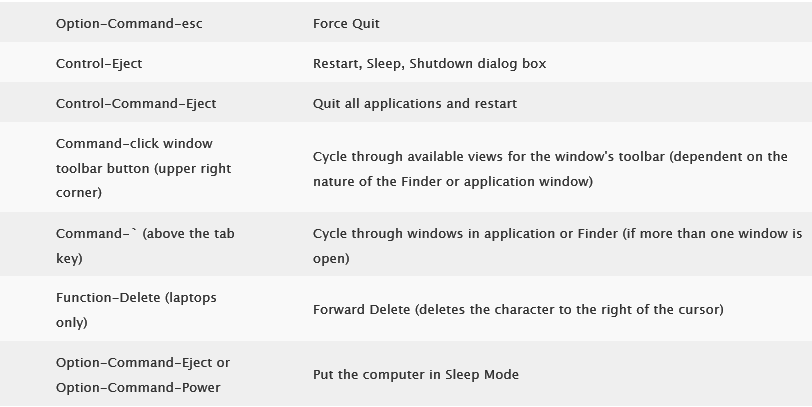 Option-Command-esc
Force Quit
Control-Eject
Restart, Sleep, Shutdown dialog box
Control-Command-Eject
Quit all applications and restart
Command-click window
toolbar button (upper right
corner)
Cycle through available views for the window's toolbar (dependent on the
nature of the Finder or application window)
Command-` (above the tab
key)
Cycle through windows in application or Finder (if more than one window is
open)
Function-Delete (laptops
only)
Forward Delete (deletes the character to the right of the cursor)
Option-Command-Eject or
Option-Command-Power
Put the computer in Sleep Mode